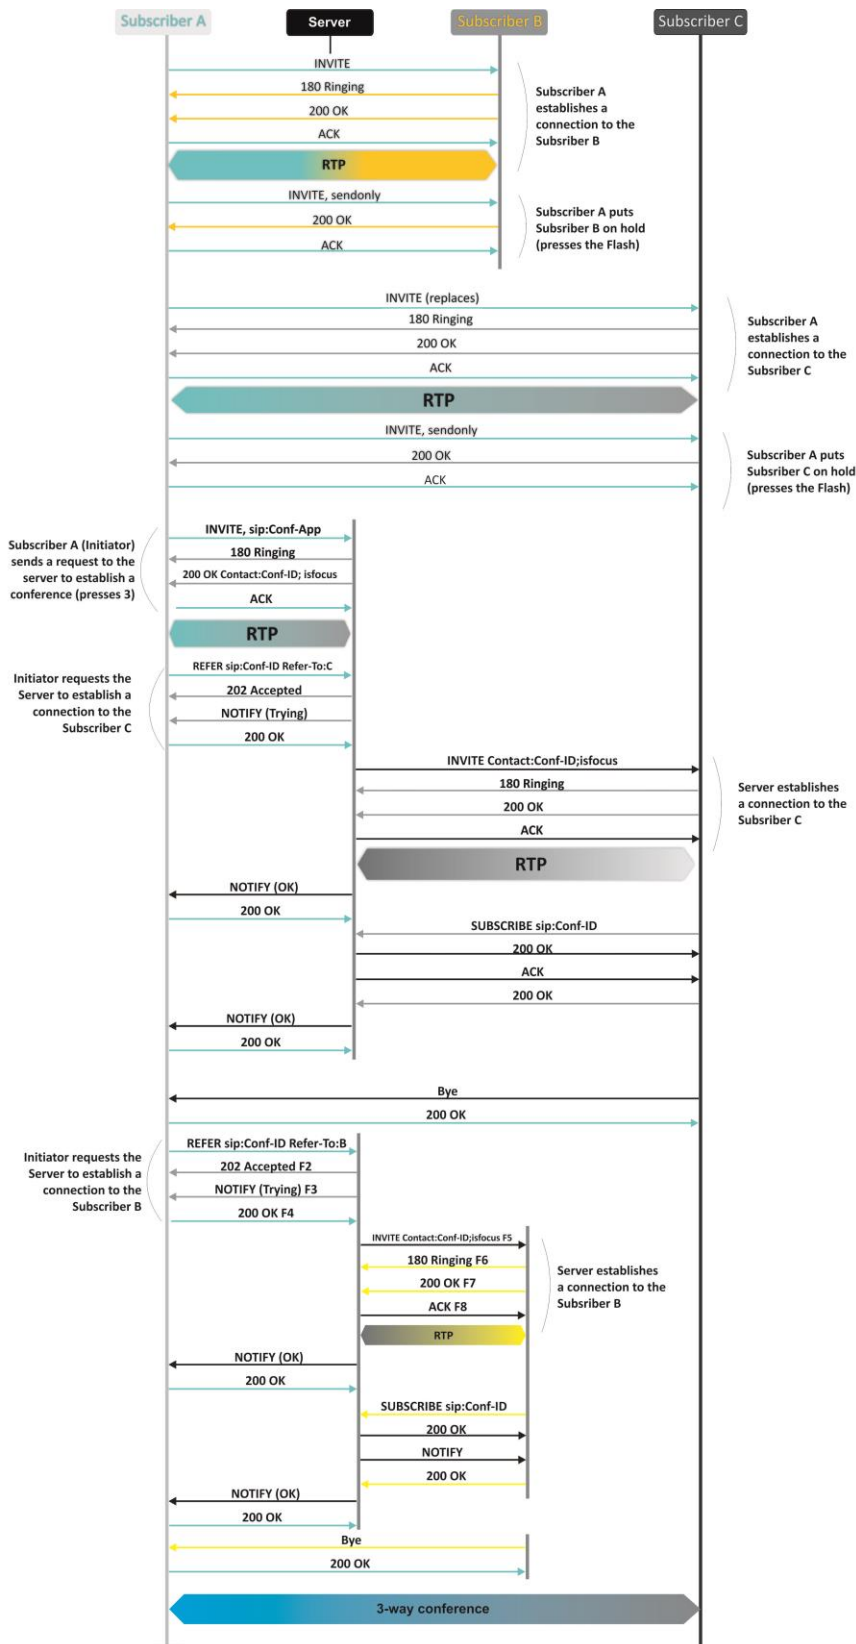 Subscriber A
Server
Subscriber B
Subscriber C
INVITE
180 Ringing
200 OK
ACK
RTP
Subscriber A
establishes a
connection to the
Subsriber B
INVITE, sendonly
200 OK
ACK
Subscriber A puts
Subsriber B on hold
(presses the Flash)
INVITE (replaces)
180 Ringing
200 OK
ACK
RTP
Subscriber A
establishes a
connection to the
Subsriber C
INVITE, sendonly
200 OK
ACK
Subscriber A puts
Subsriber C on hold
(presses the Flash)
Subscriber A (Initiator)
sends a request to the
server to establish a
conference (presses 3)
INVITE, sip:Conf-App
180 Ringing
200 OK Contact:Conf-ID; isfocus
ACK
RTP
Initiator requests the
Server to establish a
connection to the
Subsriber C
REFER sip:Conf-ID Refer-To:C
202 Accepted
NOTIFY (Trying)
200 OK
INVITE Contact:Conf-ID;isfocus
180 Ringing
200 OK
ACK
RTP
Server establishes
a connection to the
Subsriber C
NOTIFY (OK)
200 OK
SUBSCRIBE sip:Conf-ID
200 OK
ACK
200 OK
NOTIFY (OK)
200 OK
Bye
200 OK
Initiator requests the
Server to establish a
connection to the
Subsriber B
REFER sip:Conf-ID Refer-To:B
202 Accepted F2
NOTIFY (Trying) F3
200 OK F4
INVITE Contact:Conf-ID;isfocus F5
180 Ringing F6
200 OK F7
ACK F8
RTP
Server establishes
a connection to the
Subsriber B
NOTIFY (OK)
200 OK
SUBSCRIBE sip:Conf-ID
200 OK
NOTIFY
200 OK
NOTIFY (OK)
200 OK
Bye
200 OK
3-way conference